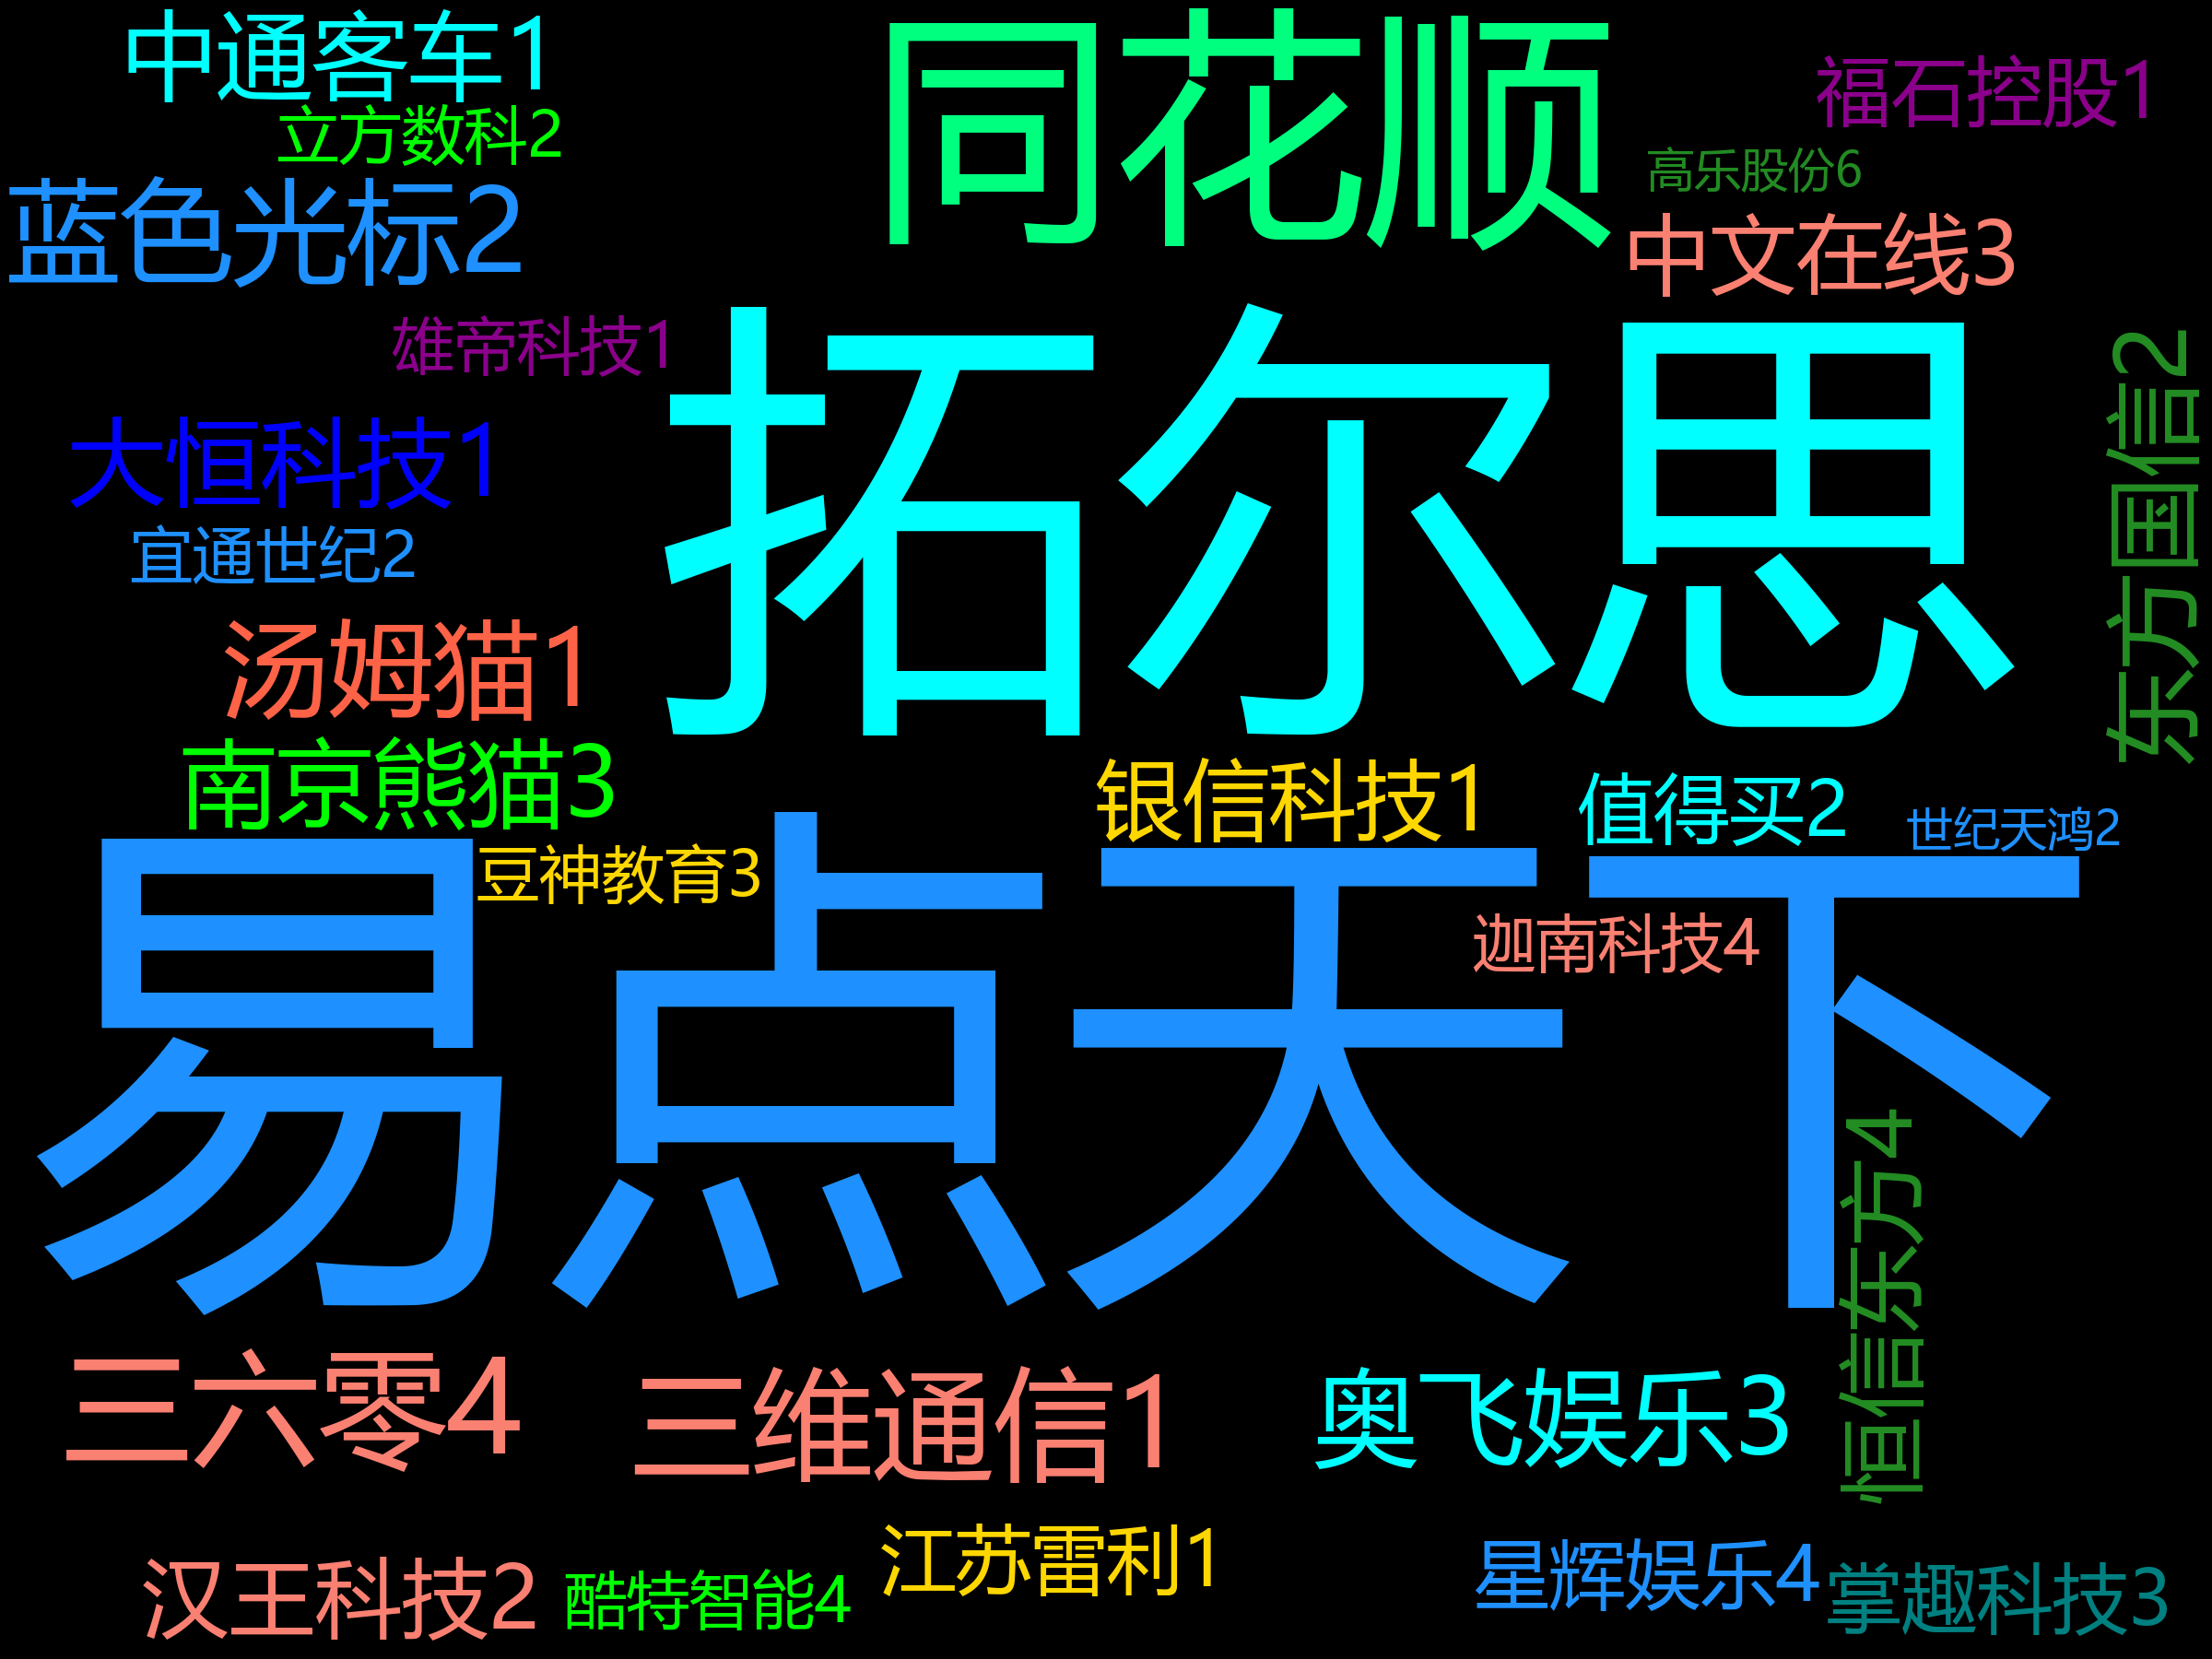 中通客车1
同花顺
福石控股1
立方数科2
高乐股份6
蓝色光标2
中文在线3
雄帝科技1
拓尔思
东方国信2
大恒科技1
宜通世纪2
汤姆猫1
南京熊猫3
银信科技1
值得买2
世纪天鸿2
豆神教育3
易点天下
迦南科技4
恒信东方4
三六零4
三维通信1
奥飞娱乐3
江苏雷利1
星辉娱乐4
汉王科技2
酷特智能4
掌趣科技3